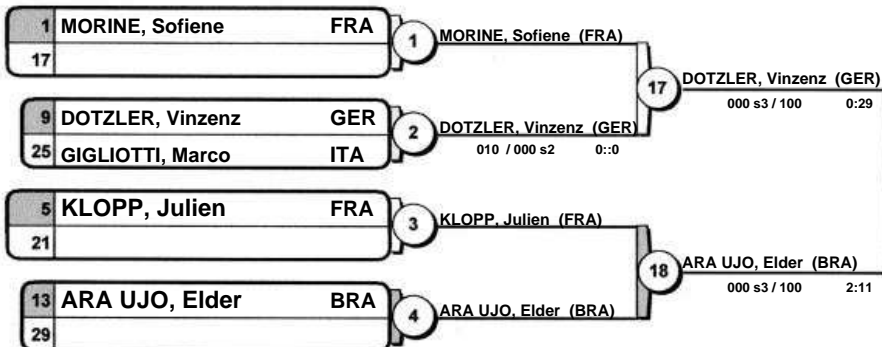 1 MORINE, Sofiene FRA
17
1
MORINE, Sofiene (FRA)
9 DOTZLER, Vinzenz GER
25 GIGLIOTTI, Marco ITA
2
DOTZLER, Vinzenz (GER)
010 / 000 s2 0::0
17
DOTZLER, Vinzenz (GER)
000 s3 / 100 0:29
5 KLOPP, Julien FRA
21
3
KLOPP, Julien (FRA)
13 ARA UJO, Elder BRA
29
4
ARA UJO, Elder (BRA)
18
ARA UJO, Elder (BRA)
000 s3 / 100 2:11